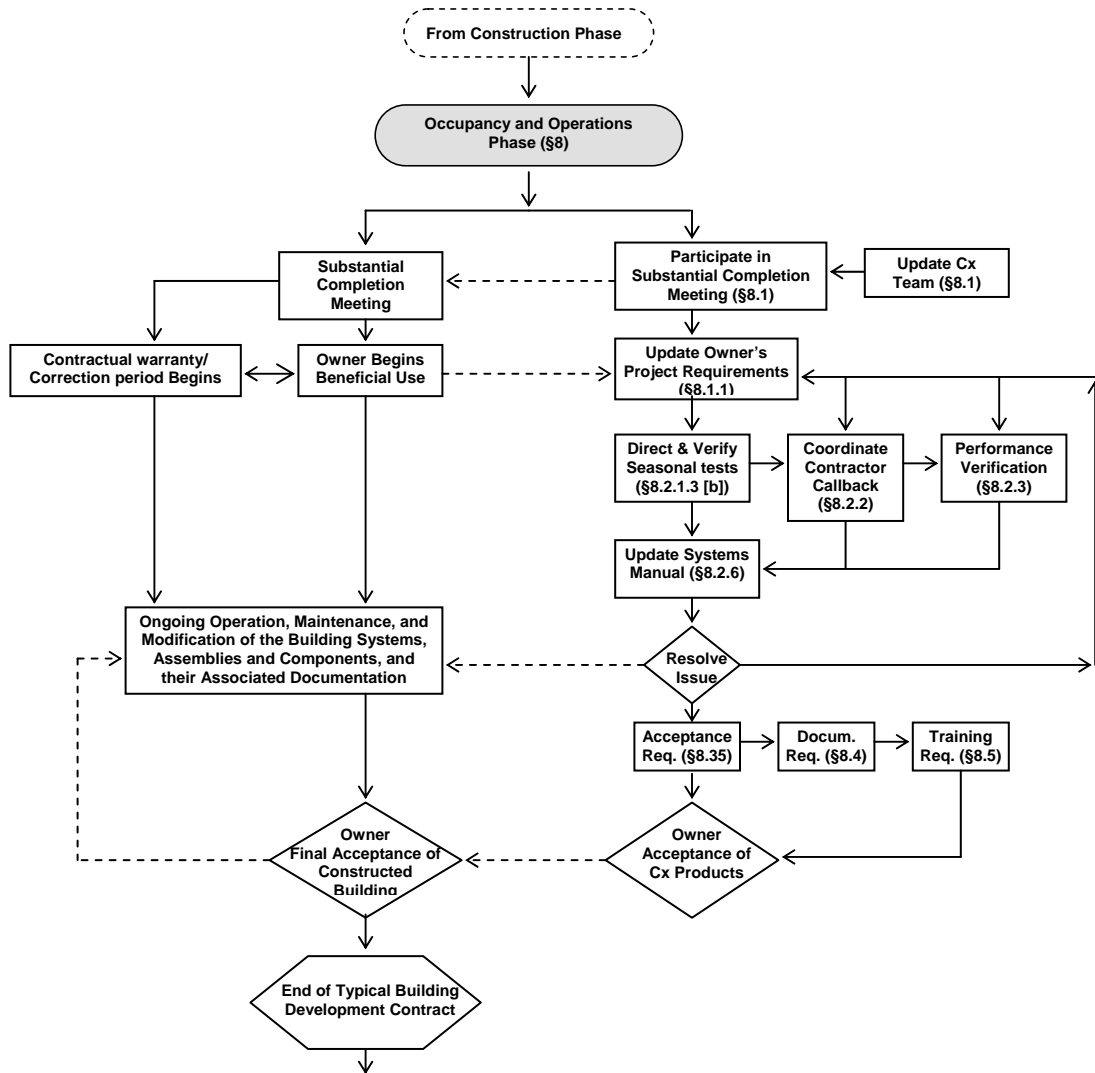 From Construction Phase
Occupancy and Operations
Phase (§8)
Substantial
Completion
Meeting
Participate in
Substantial Completion
Meeting (§8.1)
Update Cx
Team (§8.1)
Contractual warranty/
Correction period Begins
Owner Begins
Beneficial Use
Update Owner's
Project Requirements
(§8.1.1)
Direct & Verify
Seasonal tests
(§8.2.1.3 [b])
Coordinate
Contractor
Callback
(§8.2.2)
Performance
Verification
(§8.2.3)
Update Systems
Manual (§8.2.6)
Ongoing Operation, Maintenance, and
Modification of the Building Systems,
Assemblies and Components, and
their Associated Documentation
Resolve
Issue
Acceptance
Req. (§8.35)
Docum.
Req. (§8.4)
Training
Req. (§8.5)
Owner
Final Acceptance of
Constructed
Building
Owner
Acceptance of
Cx Products
End of Typical Building
Development Contract